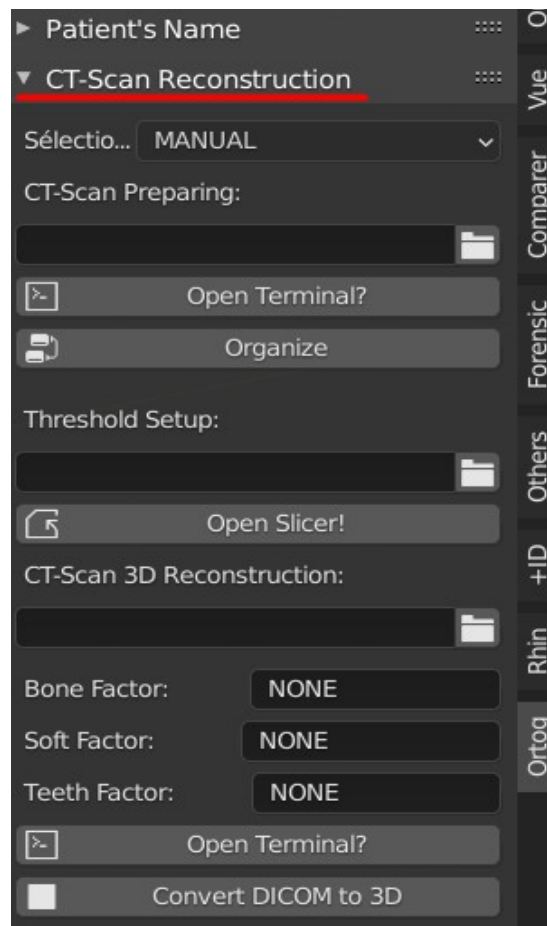 Patient's Name
CT-Scan Reconstruction
Sélectio... MANUAL
CT-Scan Preparing:
Open Terminal?
Organize
Threshold Setup:
Open Slicer!
CT-Scan 3D Reconstruction:
Bone Factor: NONE
Soft Factor: NONE
Teeth Factor: NONE
Open Terminal?
Convert DICOM to 3D
Vue
Comparer
Forensic
Others
+ID
Rhin
Ortog